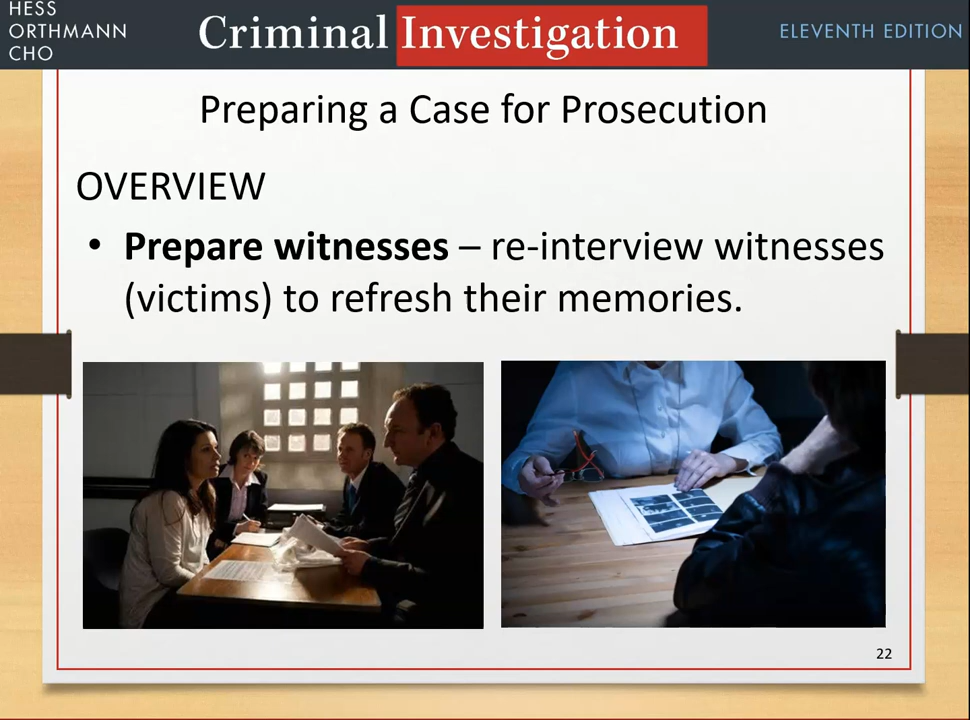 HESS
ORTHMANN
CHO
Criminal Investigation
ELEVENTH EDITION
Preparing a Case for Prosecution
OVERVIEW
• Prepare witnesses – re-interview witnesses
(victims) to refresh their memories.
22